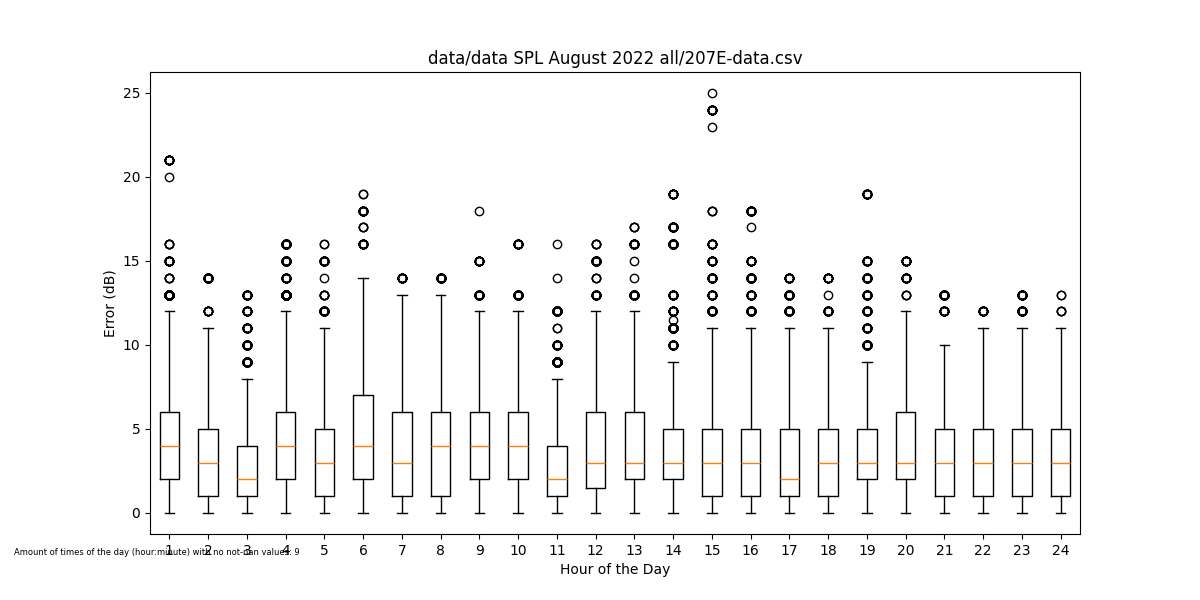 data/data SPL August 2022 all/207E-data.csv
25
20
15
10
5
0
Error (dB)
1 2 3 4 5 6 7 8 9 10 11 12 13 14 15 16 17 18 19 20 21 22 23 24
Amount of times of the day (hour:minute) with no not-nan values: 9
Hour of the Day